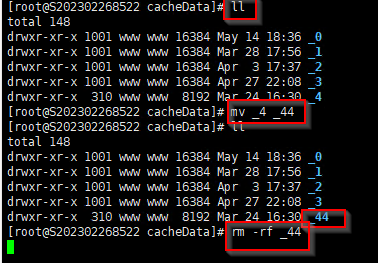 [root@S202302268522 cacheData]# ll
total 148
drwxr-xr-x 1001 www www 16384 May 14 18:36 _0
drwxr-xr-x 1001 www www 16384 Mar 28 17:56 _1
drwxr-xr-x 1001 www www 16384 Apr  3 17:37 _2
drwxr-xr-x 1001 www www 16384 Apr 27 22:08 _3
drwxr-xr-x  310 www www  8192 Mar 24 16:30 _4
[root@S202302268522 cacheData]# mv _4 _44
[root@S202302268522 cacheData]# ll
total 148
drwxr-xr-x 1001 www www 16384 May 14 18:36 _0
drwxr-xr-x 1001 www www 16384 Mar 28 17:56 _1
drwxr-xr-x 1001 www www 16384 Apr  3 17:37 _2
drwxr-xr-x 1001 www www 16384 Apr 27 22:08 _3
drwxr-xr-x  310 www www  8192 Mar 24 16:30 _44
[root@S202302268522 cacheData]# rm -rf _44